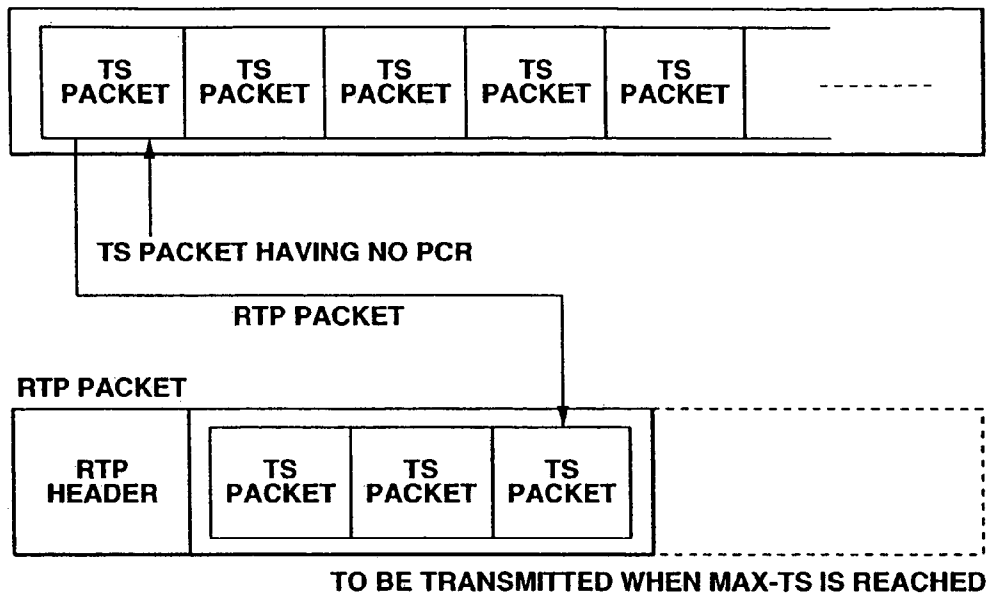 TS TS TS TS TS
PACKET PACKET PACKET PACKET PACKET
TS PACKET HAVING NO PCR
RTP PACKET
RTP PACKET
RTP TS TS TS
HEADER PACKET PACKET PACKET
TO BE TRANSMITTED WHEN MAX-TS IS REACHED